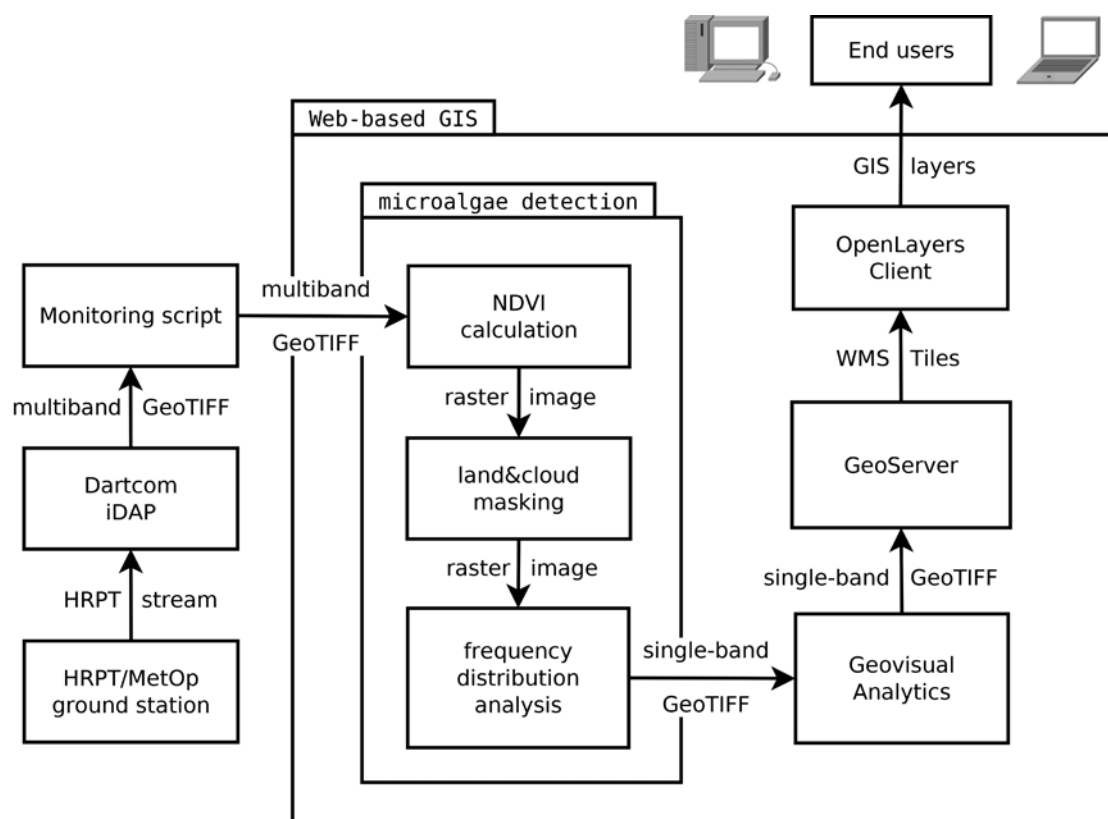 End users
Web-based GIS
GIS layers
microalgae detection
OpenLayers
Client
Monitoring script
multiband
GeoTIFF
NDVI
calculation
WMS Tiles
multiband GeoTIFF
raster image
Dartcom
iDAP
land&cloud
masking
GeoServer
HRPT stream
raster image
single-band GeoTIFF
HRPT/MetOp
ground station
frequency
distribution
analysis
single-band
GeoTIFF
Geovisual
Analytics